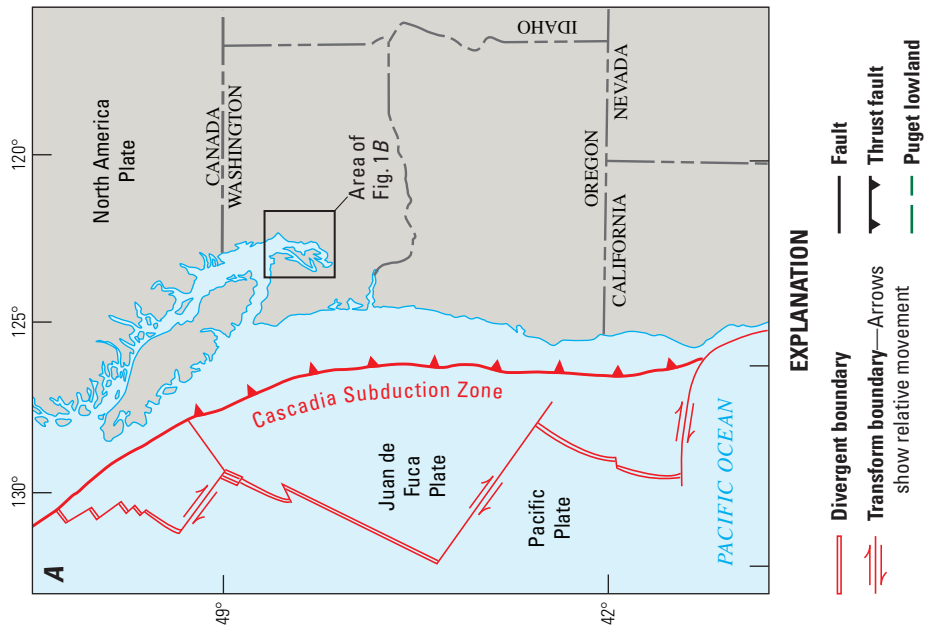 A
130°
125°
120°
49°
42°
North America
Plate
CANADA
WASHINGTON
Area of
Fig. 1B
IDAHO
OREGON
CALIFORNIA
NEVADA
Cascadia Subduction Zone
Juan de
Fuca
Plate
Pacific
Plate
PACIFIC OCEAN
EXPLANATION
Divergent boundary
Transform boundary—Arrows
show relative movement
Fault
Thrust fault
Puget lowland